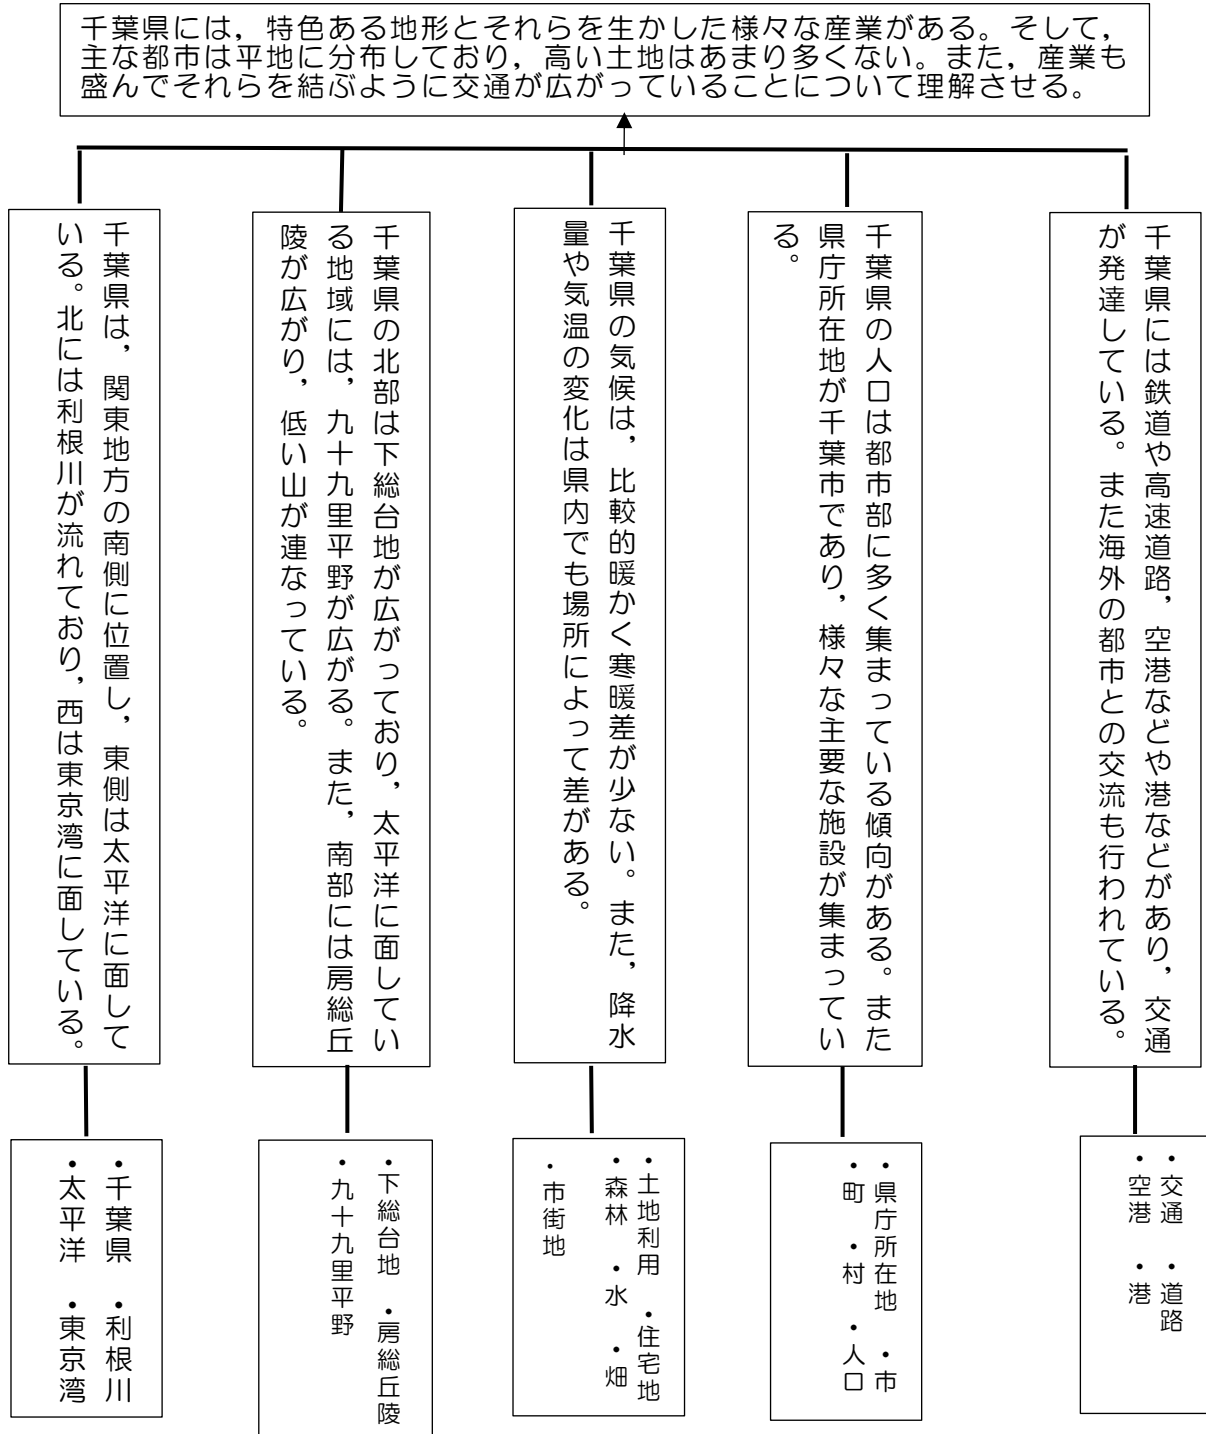 千葉県には，特色ある地形とそれらを生かした様々な産業がある。そして，
主な都市は平地に分布しており，高い土地はあまり多くない。また，産業も
盛んでそれらを結ぶように交通が広がっていることについて理解させる。
千葉県には鉄道や高速道路，空港などや港などがあり，交通
が発達している。また海外の都市との交流も行われている。
千葉県の人口は都市部に多く集まっている傾向がある。また
県庁所在地が千葉市であり，様々な主要な施設が集まってい
る。
千葉県の気候は，比較的暖かく寒暖差が少ない。また，降水
量や気温の変化は県内でも場所によって差がある。
千葉県の北部は下総台地が広がっており，太平洋に面してい
る地域には，九十九里平野が広がる。また，南部には房総丘
陵が広がり，低い山が連なっている。
千葉県は，関東地方の南側に位置し，東側は太平洋に面して
いる。北には利根川が流れており，西は東京湾に面している。
・交通　・道路
・空港　・港
・県庁所在地　・市
・町　・村　・人口
・土地利用　・住宅地
・森林　・水　・畑
・市街地
・下総台地　・房総丘陵
・九十九里平野
・千葉県　・利根川
・太平洋　・東京湾